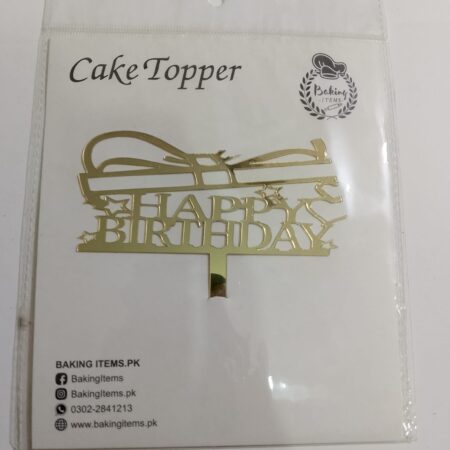 Cake Topper
Baking
ITEMS
HAPPY
BIRTHDAY
BAKING ITEMS.PK
BakingItems
BakingItems.pk
0302-2841213
www.bakingitems.pk